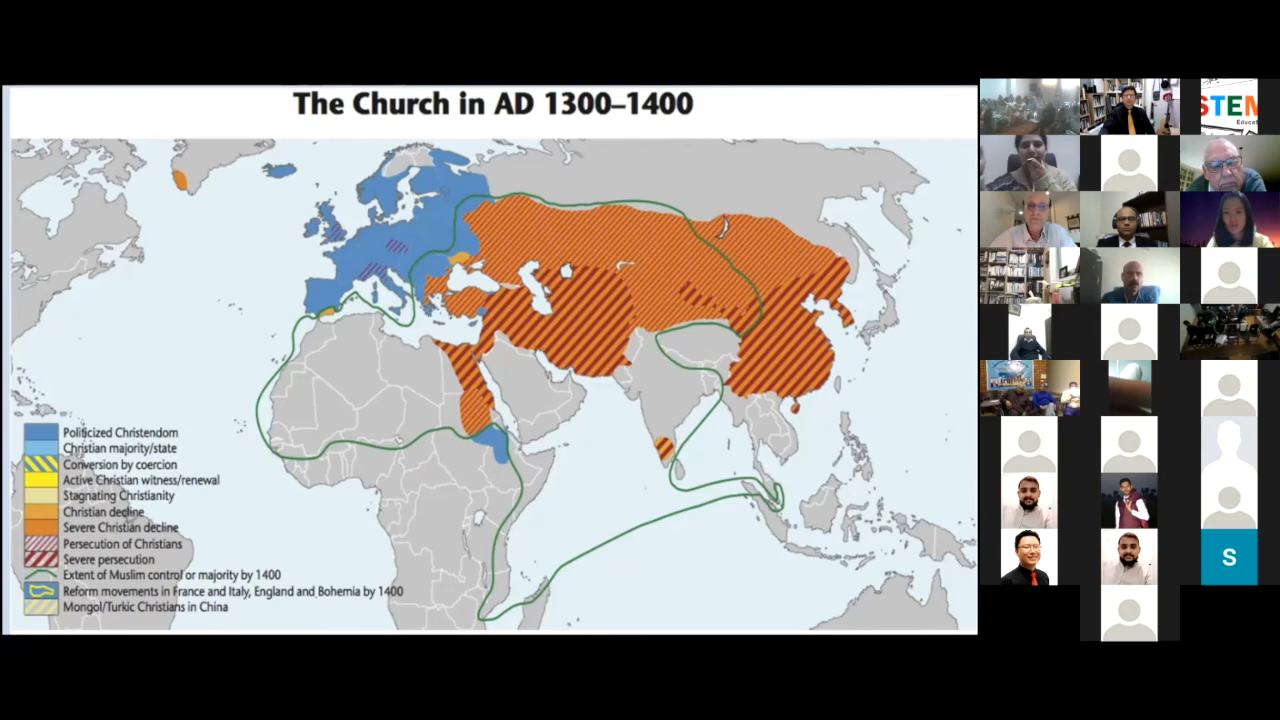 The Church in AD 1300–1400
Politicized Christendom
Christian majority/state
Conversion by coercion
Active Christian witness/renewal
Stagnating Christianity
Christian decline
Severe Christian decline
Persecution of Christians
Severe persecution
Extent of Muslim control or majority by 1400
Reform movements in France and Italy, England and Bohemia by 1400
Mongol/Turkic Christians in China
STEM
Educat
S